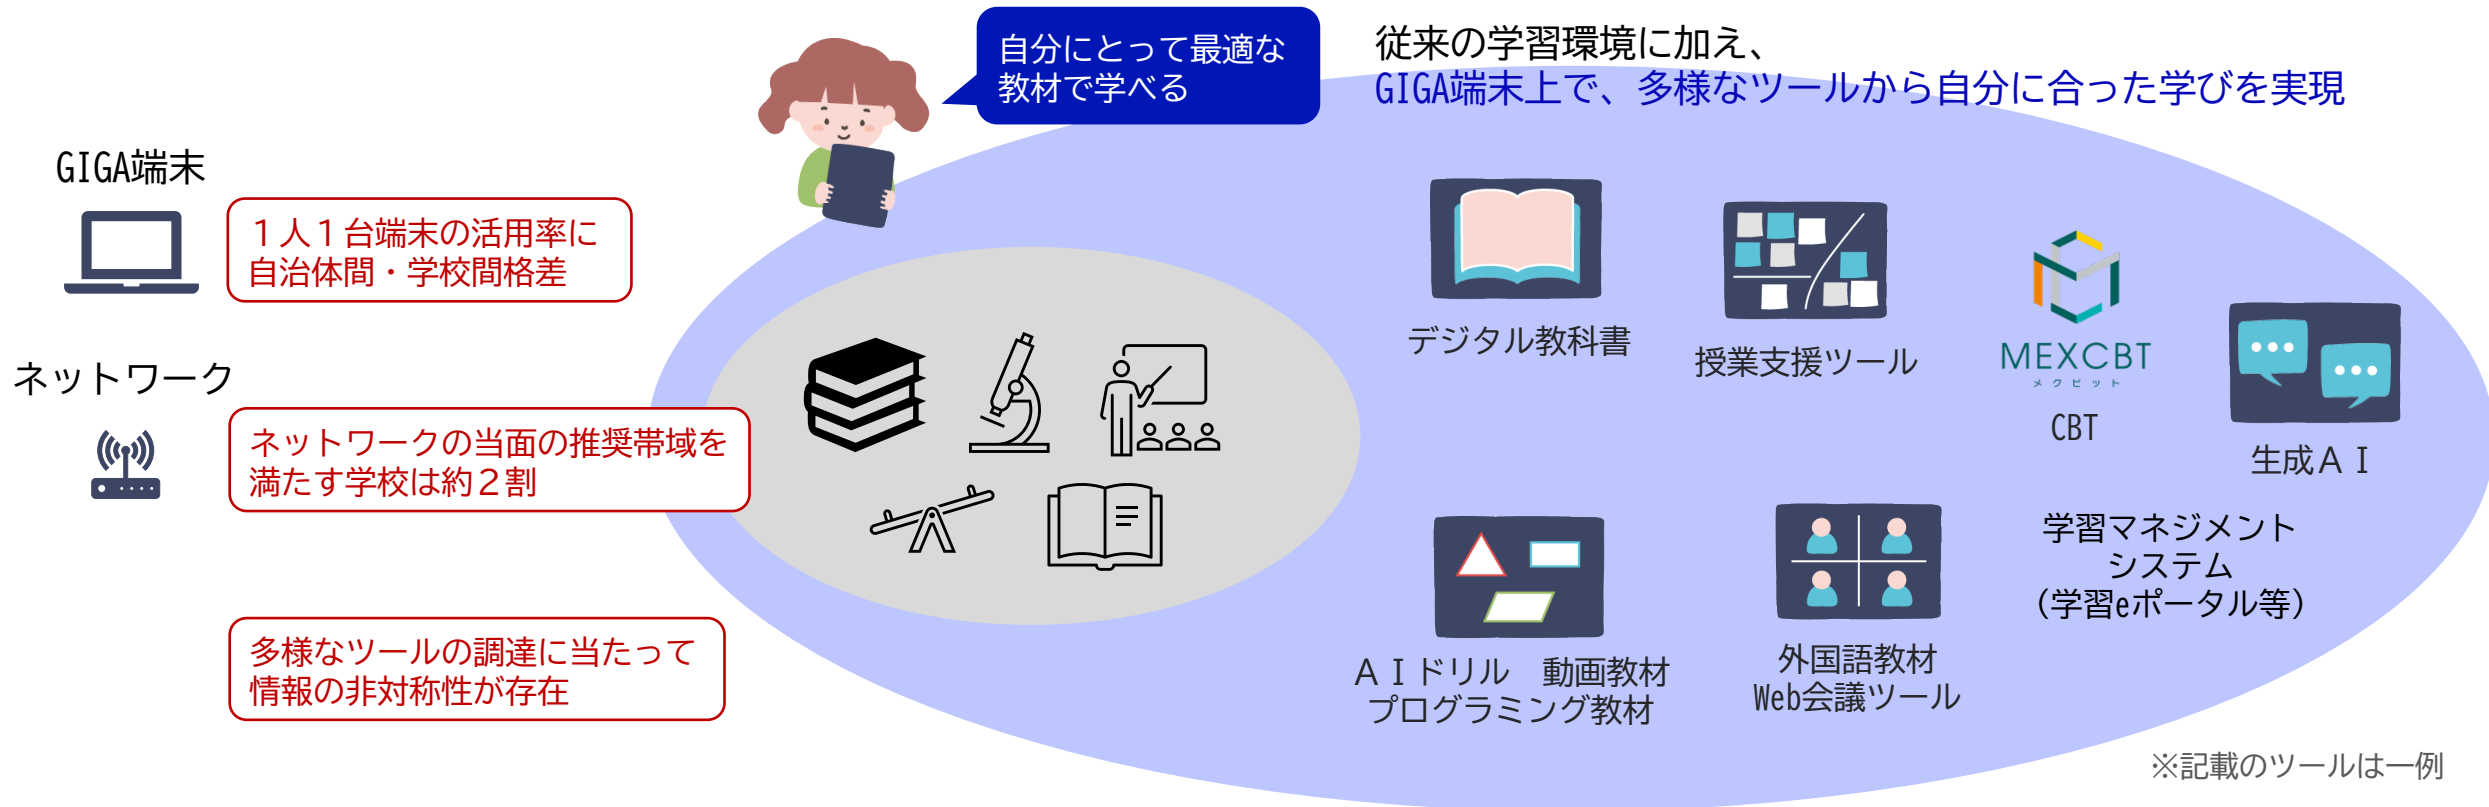 自分にとって最適な
教材で学べる
従来の学習環境に加え、
GIGA端末上で、多様なツールから自分に合った学びを実現
GIGA端末
１人１台端末の活用率に
自治体間・学校間格差
ネットワーク
ネットワークの当面の推奨帯域を
満たす学校は約２割
多様なツールの調達に当たって
情報の非対称性が存在
デジタル教科書
授業支援ツール
MEXCBT
メクビット
CBT
生成ＡＩ
ＡＩドリル　動画教材
プログラミング教材
外国語教材
Web会議ツール
学習マネジメント
システム
（学習eポータル等）
※記載のツールは一例